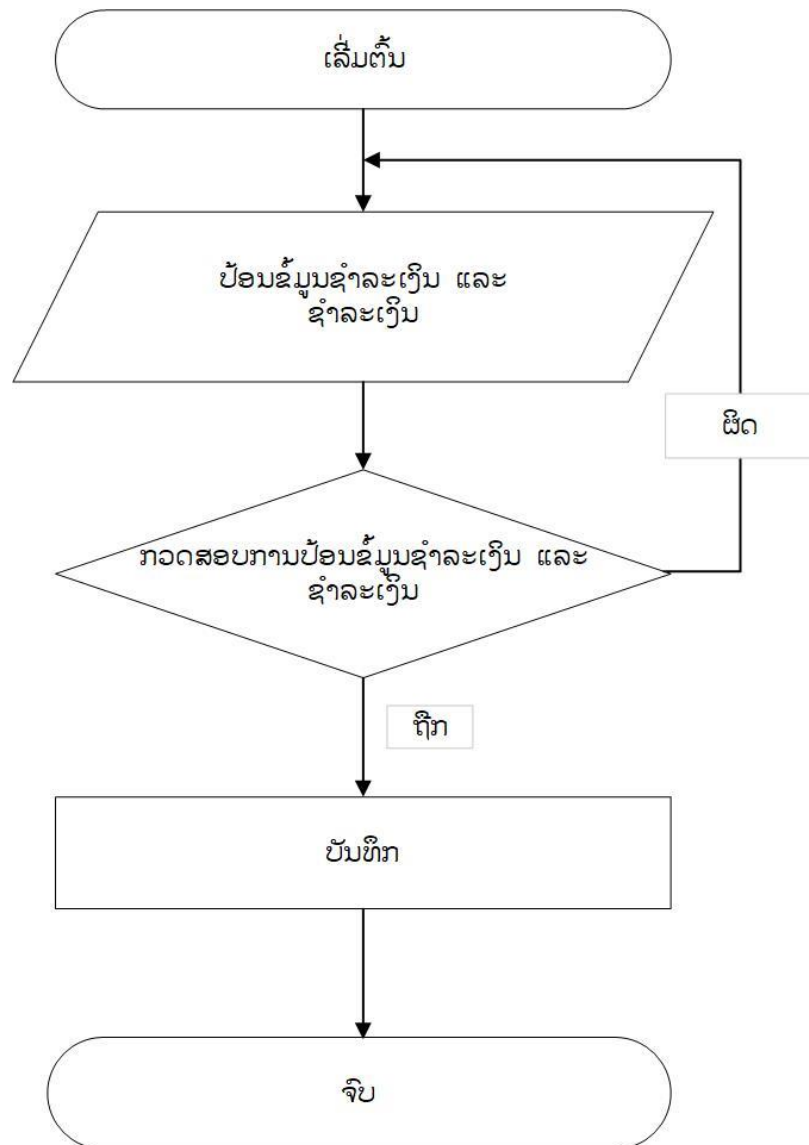 ເລີ່ມຕົ້ນ
ປ້ອນຂໍ້ມູນຊໍາລະເງິນ ແລະ
ຊໍາລະເງິນ
ຜິດ
ກວດສອບການປ້ອນຂໍ້ມູນຊໍາລະເງິນ ແລະ
ຊໍາລະເງິນ
ຖືກ
ບັນທຶກ
ຈົບ